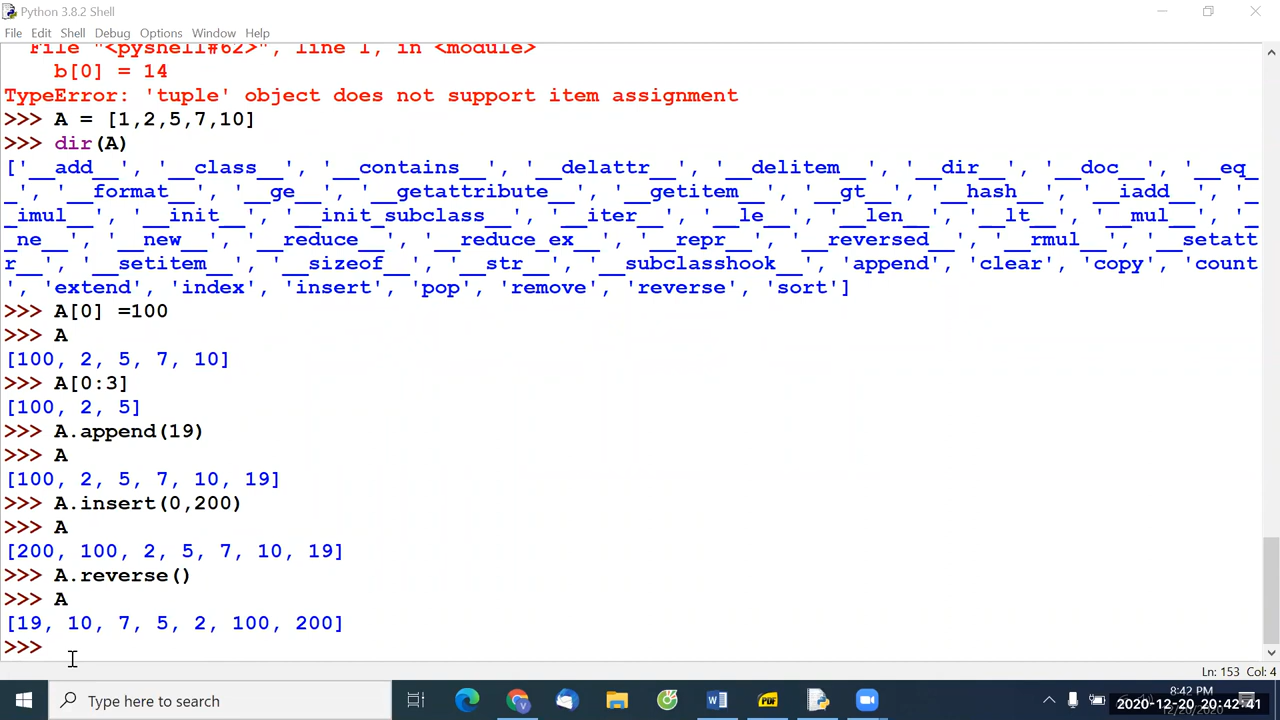 Python 3.8.2 Shell
File Edit Shell Debug Options Window Help
File "<pyshell#62>", line 1, in <module>
b[0] = 14
TypeError: 'tuple' object does not support item assignment
>>> A = [1,2,5,7,10]
>>> dir(A)
['__add__', '__class__', '__contains__', '__delattr__', '__delitem__', '__dir__', '__doc__', '__eq_
_', '__format__', '__ge__', '__getattribute__', '__getitem__', '__gt__', '__hash__', '__iadd__', '_
_imul__', '__init__', '__init_subclass__', '__iter__', '__le__', '__len__', '__lt__', '__mul__', '_
_ne__', '__new__', '__reduce__', '__reduce_ex__', '__repr__', '__reversed__', '__rmul__', '__setatt
r__', '__setitem__', '__sizeof__', '__str__', '__subclasshook__', 'append', 'clear', 'copy', 'count
', 'extend', 'index', 'insert', 'pop', 'remove', 'reverse', 'sort']
>>> A[0] =100
>>> A
[100, 2, 5, 7, 10]
>>> A[0:3]
[100, 2, 5]
>>> A.append(19)
>>> A
[100, 2, 5, 7, 10, 19]
>>> A.insert(0,200)
>>> A
[200, 100, 2, 5, 7, 10, 19]
>>> A.reverse()
>>> A
[19, 10, 7, 5, 2, 100, 200]
>>>
Ln: 153 Col: 4
Type here to search
8:42 PM
2020-12-20 20:42:41